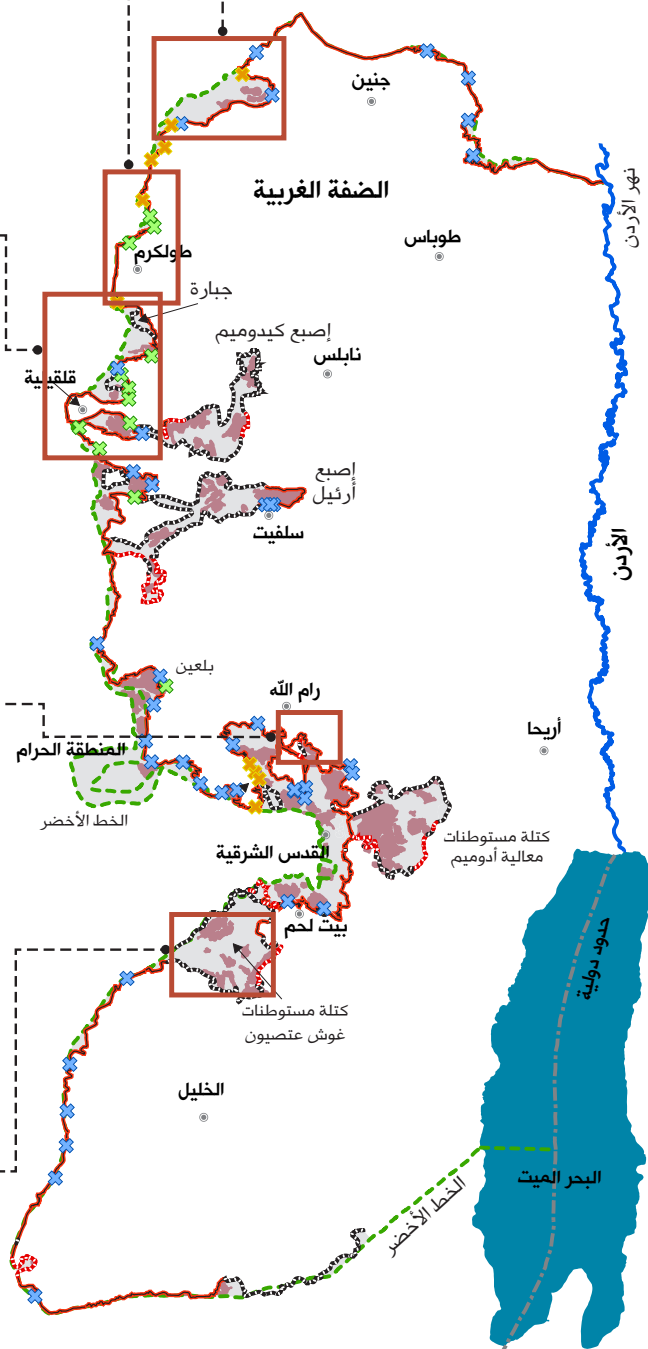 جنين
الضفة الغربية
نهر الأردن
طوباس
طولكرم
جبارة
إصبع كيدوميم
نابلس
قلقيلية
إصبع
أرئيل
سلفيت
الأردن
بلعين
رام الله
أريحا
المنطقة الحرام
الخط الأخضر
كتلة مستوطنات
معالية أدوميم
القدس الشرقية
بيت لحم
حدود دولية
كتلة مستوطنات
غوش عتصيون
الخليل
البحر الميت
الخط الأخضر